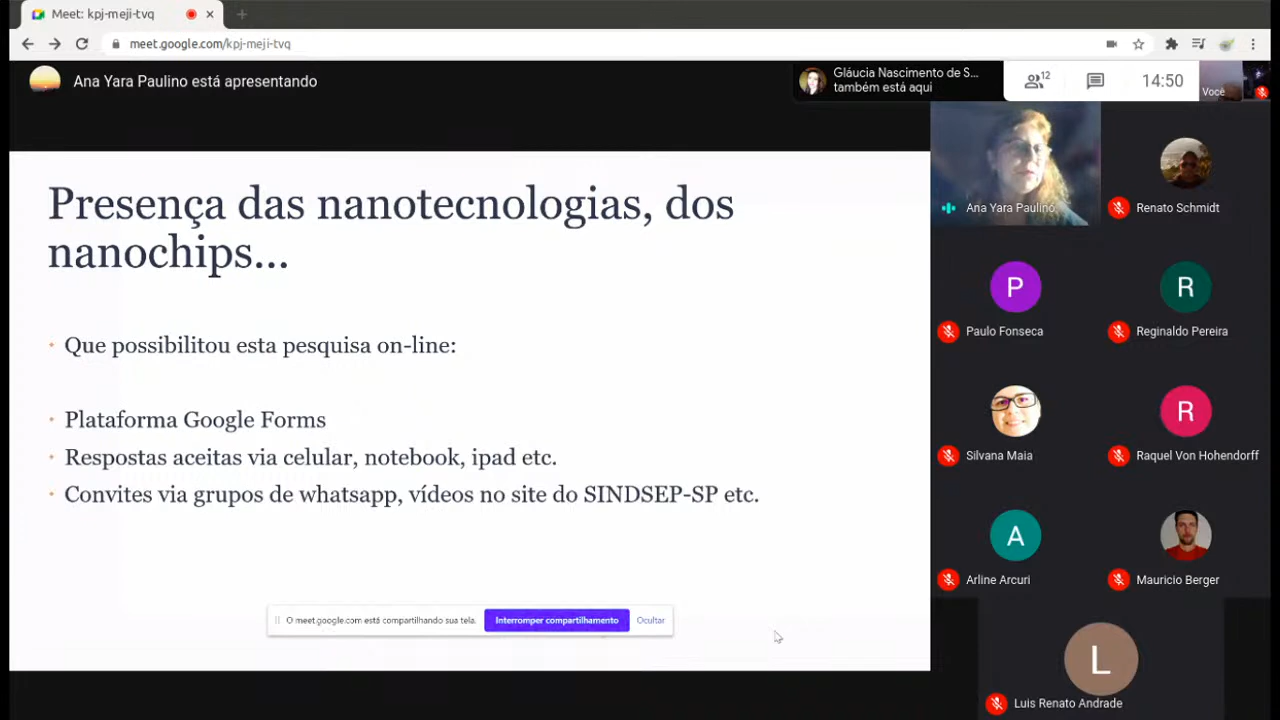 Meet: kpj-meji-tvq
meet.google.com/kpj-meji-tvq
Ana Yara Paulino está apresentando
Gláucia Nascimento de S...
também está aqui
12
14:50
Você
Presença das nanotecnologias, dos
nanochips...
• Que possibilitou esta pesquisa on-line:
• Plataforma Google Forms
• Respostas aceitas via celular, notebook, ipad etc.
• Convites via grupos de whatsapp, vídeos no site do SINDSEP-SP etc.
O meet.google.com está compartilhando sua tela.
Interromper compartilhamento
Ocultar
Ana Yara Paulino
Renato Schmidt
P
Paulo Fonseca
R
Reginaldo Pereira
Silvana Maia
R
Raquel Von Hohendorff
A
Arline Arcuri
Mauricio Berger
L
Luis Renato Andrade